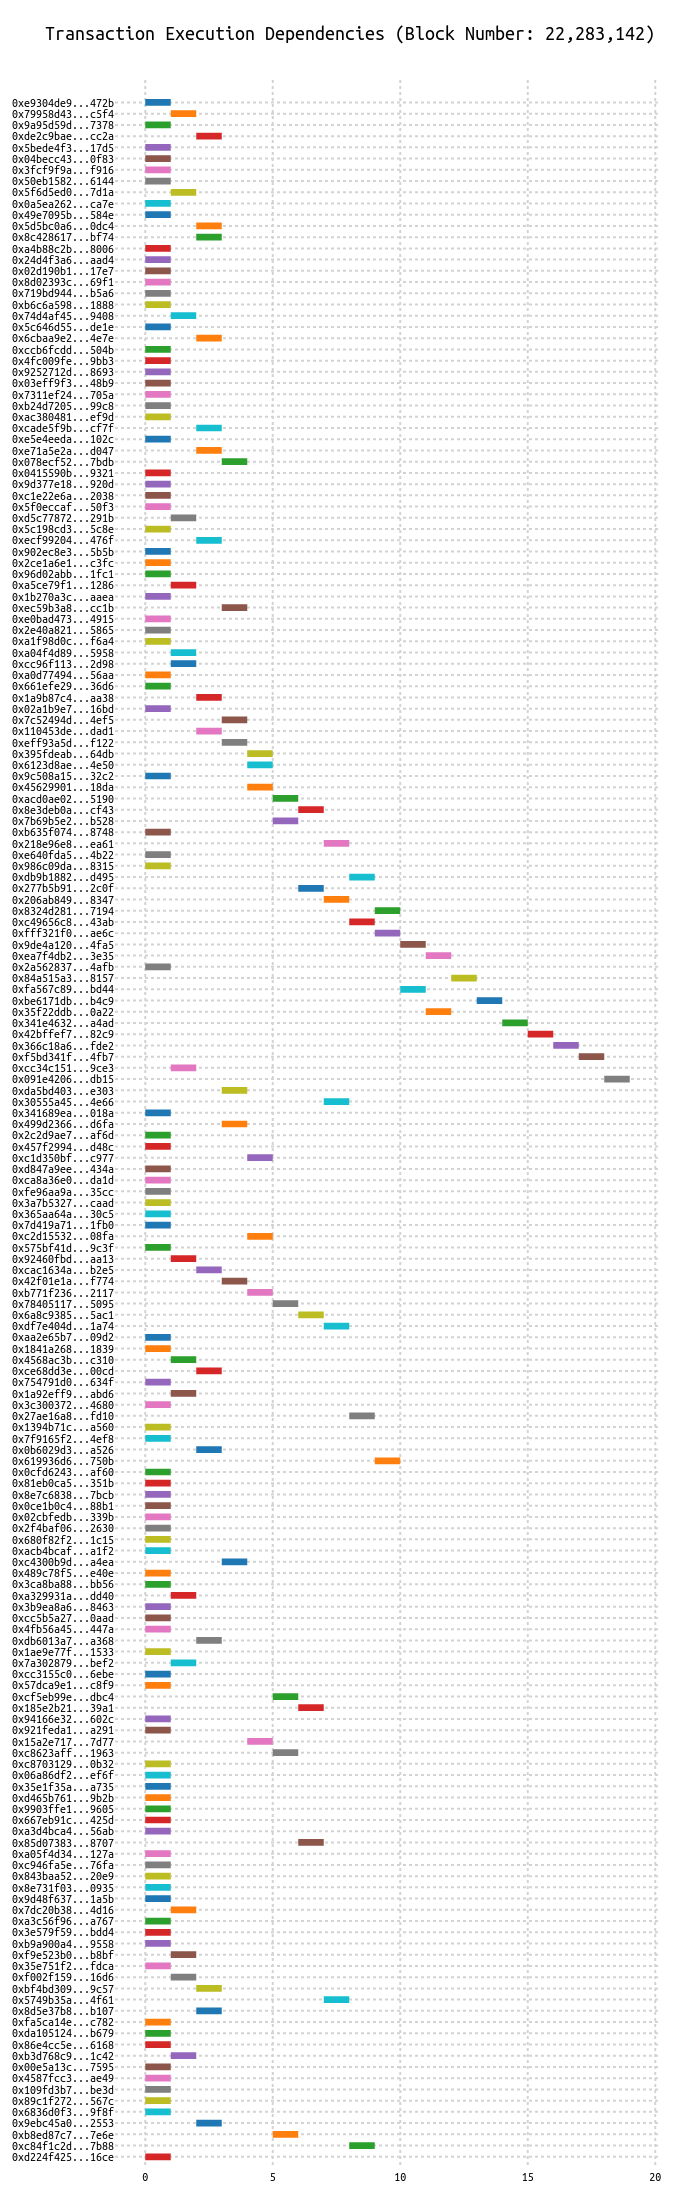 Transaction Execution Dependencies (Block Number: 22,283,142)
0xe9304de9...472b
0x79958d43...c5f4
0x9a95d59d...7378
0xde2c9bae...cc2a
0x5bede4f3...17d5
0x04becc43...0f83
0x3fcf9f9a...f916
0x50eb1582...6144
0x5f6d5ed0...7d1a
0x0a5ea262...ca7e
0x49e7095b...584e
0x5d5bc0a6...0dc4
0x8c428617...bf74
0xa4b88c2b...8006
0x24d4f3a6...aad4
0x02d190b1...17e7
0x8d02393c...69f1
0x719bd944...b5a6
0xb6c6a598...1888
0x74d4af45...9408
0x5c646d55...de1e
0x6cbaa9e2...4e7e
0xccb6fcdd...504b
0x4fc009fe...9bb3
0x9252712d...8693
0x03eff9f3...48b9
0x7311ef24...705a
0xb24d7205...99c8
0xac380481...ef9d
0xcade5f9b...cf7f
0xe5e4eeda...102c
0xe71a5e2a...d047
0x078ecf52...7bdb
0x0415590b...9321
0x9d377e18...920d
0xc1e22e6a...2038
0x5f0eccaf...50f3
0xd5c77872...291b
0x5c198cd3...5c8e
0xecf99204...476f
0x902ec8e3...5b5b
0x2ce1a6e1...c3fc
0x96d02abb...1fc1
0xa5ce79f1...1286
0x1b270a3c...aaea
0xec59b3a8...cc1b
0xe0bad473...4915
0x2e40a821...5865
0xa1f98d0c...f6a4
0xa04f4d89...5958
0xcc96f113...2d98
0xa0d77494...56aa
0x661efe29...36d6
0x1a9b87c4...aa38
0x02a1b9e7...16bd
0x7c52494d...4ef5
0x110453de...dad1
0xeff93a5d...f122
0x395fdeab...64db
0x6123d8ae...4e50
0x9c508a15...32c2
0x45629901...18da
0xacd0ae02...5190
0x8e3deb0a...cf43
0x7b69b5e2...b528
0xb635f074...8748
0x218e96e8...ea61
0xe640fda5...4b22
0x986c09da...8315
0xdb9b1882...d495
0x277b5b91...2c0f
0x206ab849...8347
0x8324d281...7194
0xc49656c8...43ab
0xfff321f0...ae6c
0x9de4a120...4fa5
0xea7f4db2...3e35
0x2a562837...4afb
0x84a515a3...8157
0xfa567c89...bd44
0xbe6171db...b4c9
0x35f22ddb...0a22
0x341e4632...a4ad
0x42bffef7...82c9
0x366c18a6...fde2
0xf5bd341f...4fb7
0xcc34c151...9ce3
0x091e4206...db15
0xda5bd403...e303
0x30555a45...4e66
0x341689ea...018a
0x499d2366...d6fa
0x2c2d9ae7...af6d
0x457f2994...d48c
0xc1d350bf...c977
0xd847a9ee...434a
0xca8a36e0...da1d
0xfe96aa9a...35cc
0x3a7b5327...caad
0x365aa64a...30c5
0x7d419a71...1fb0
0xc2d15532...08fa
0x575bf41d...9c3f
0x92460fbd...aa13
0xcac1634a...b2e5
0x42f01e1a...f774
0xb771f236...2117
0x78405117...5095
0x6a8c9385...5ac1
0xdf7e404d...1a74
0xaa2e65b7...09d2
0x1841a268...1839
0x4568ac3b...c310
0xce68dd3e...00cd
0x754791d0...634f
0x1a92eff9...abd6
0x3c300372...4680
0x27ae16a8...fd10
0x1394b71c...a560
0x7f9165f2...4ef8
0x0b6029d3...a526
0x619936d6...750b
0x0cfd6243...af60
0x81eb0ca5...351b
0x8e7c6838...7bcb
0x0ce1b0c4...88b1
0x02cbfedb...339b
0x2f4baf06...2630
0x680f82f2...1c15
0xacb4bcaf...a1f2
0xc4300b9d...a4ea
0x489c78f5...e40e
0x3ca8ba88...bb56
0xa329931a...dd40
0x3b9ea8a6...8463
0xcc5b5a27...0aad
0x4fb56a45...447a
0xdb6013a7...a368
0x1ae9e77f...1533
0x7a302879...bef2
0xcc3155c0...6ebe
0x57dca9e1...c8f9
0xcf5eb99e...dbc4
0x185e2b21...39a1
0x94166e32...602c
0x921feda1...a291
0x15a2e717...7d77
0xc8623aff...1963
0xc8703129...0b32
0x06a86df2...ef6f
0x35e1f35a...a735
0xd465b761...9b2b
0x9903ffe1...9605
0x667eb91c...425d
0xa3d4bca4...56ab
0x85d07383...8707
0xa05f4d34...127a
0xc946fa5e...76fa
0x843baa52...20e9
0x8e731f03...0935
0x9d48f637...1a5b
0x7dc20b38...4d16
0xa3c56f96...a767
0x3e579f59...bdd4
0xb9a900a4...9558
0xf9e523b0...b8bf
0x35e751f2...fdca
0xf002f159...16d6
0xbf4bd309...9c57
0x5749b35a...4f61
0x8d5e37b8...b107
0xfa5ca14e...c782
0xda105124...b679
0x86e4cc5e...6168
0xb3d768c9...1c42
0x00e5a13c...7595
0x4587fcc3...ae49
0x109fd3b7...be3d
0x89c1f272...567c
0x6836d0f3...9f8f
0x9ebc45a0...2553
0xb8ed87c7...7e6e
0xc84f1c2d...7b88
0xd224f425...16ce
0 5 10 15 20